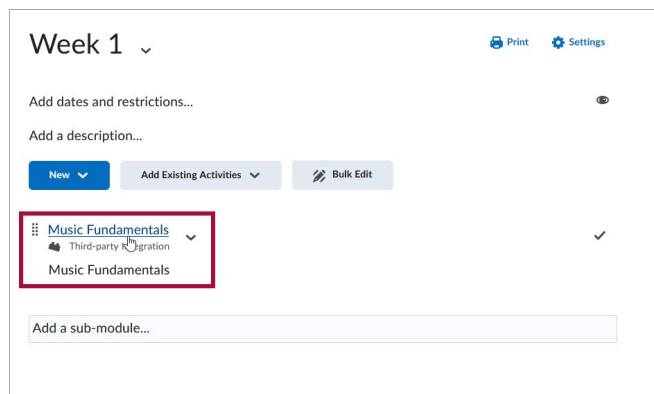 Week 1
Print
Settings
Add dates and restrictions...
Add a description...
New
Add Existing Activities
Bulk Edit
Music Fundamentals
Third-party
Music Fundamentals
Add a sub-module...